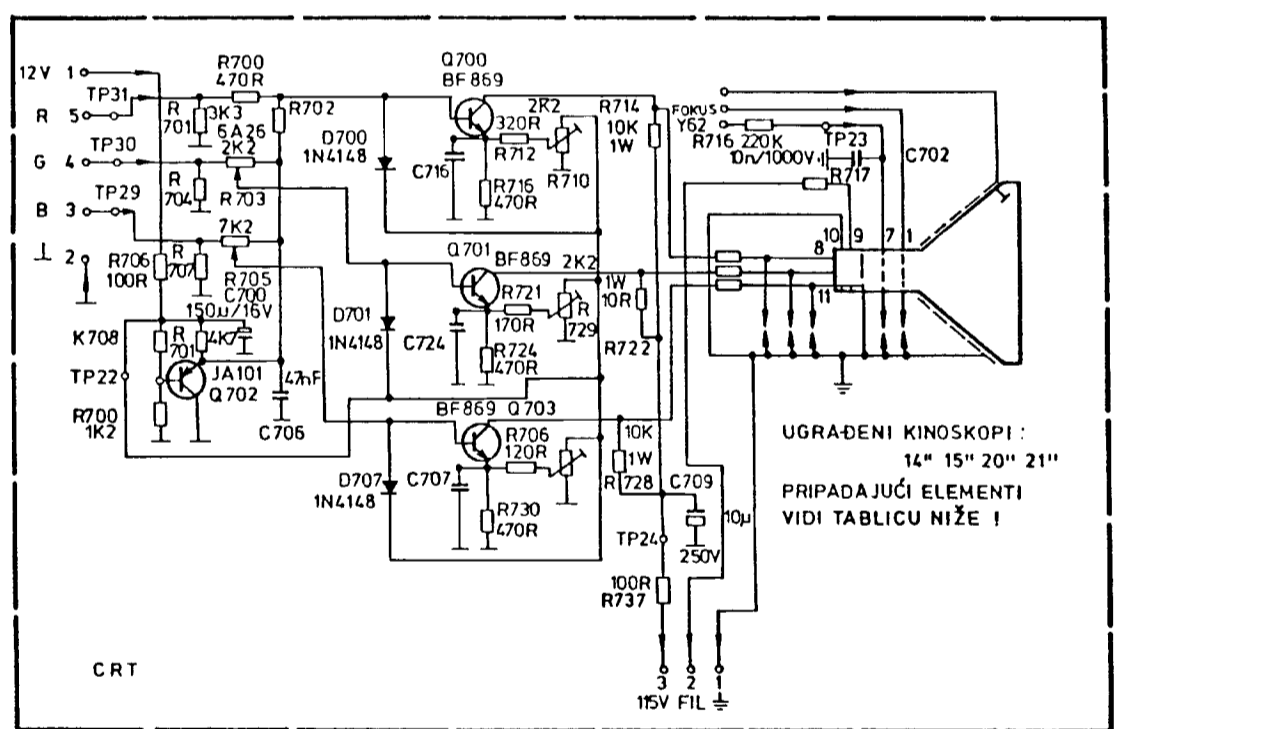 12V 1
R 5
G 4
B 3
⊥ 2
TP31
TP30
TP29
R700
470R
R
701
3K3
6A26
2K2
R702
R
704
R703
7K2
R706
100R
R
707
R705
C700
150µ/16V
K708
R
701
4K7
TP22
JA101
Q702
47nF
R700
1K2
C706
D700
1N4148
Q700
BF869
2K2
320R
R712
C716
R716
470R
R710
R714
10K
1W
Q701
BF869
2K2
D701
1N4148
C724
R721
170R
R
729
R724
470R
1W
10R
R722
BF869 Q703
R706
120R
D707
1N4148
C707
R730
470R
10K
1W
R728
C709
10µ
250V
TP24
100R
R737
3 2 1
115V FIL
FOKUS
Y62
R716 220K
TP23
10n/1000V
C702
R717
10 9 7 1
8
11
UGRAĐENI KINOSKOPI :
14" 15" 20" 21"
PRIPADAJUĆI ELEMENTI
VIDI TABLICU NIŽE !
CRT